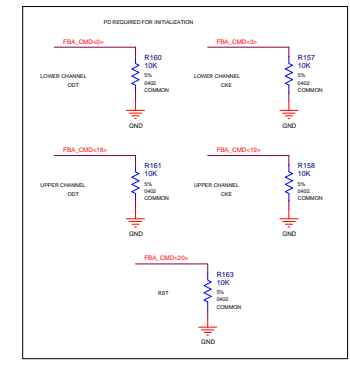 PD REQUIRED FOR INITIALIZATION
FBA_CMD<0>
R160
10K
5%
0402
COMMON
LOWER CHANNEL
ODT
GND
FBA_CMD<3>
R157
10K
5%
0402
COMMON
LOWER CHANNEL
CKE
GND
FBA_CMD<16>
R161
10K
5%
0402
COMMON
UPPER CHANNEL
ODT
GND
FBA_CMD<19>
R158
10K
5%
0402
COMMON
UPPER CHANNEL
CKE
GND
FBA_CMD<20>
R163
10K
5%
0402
COMMON
RST
GND